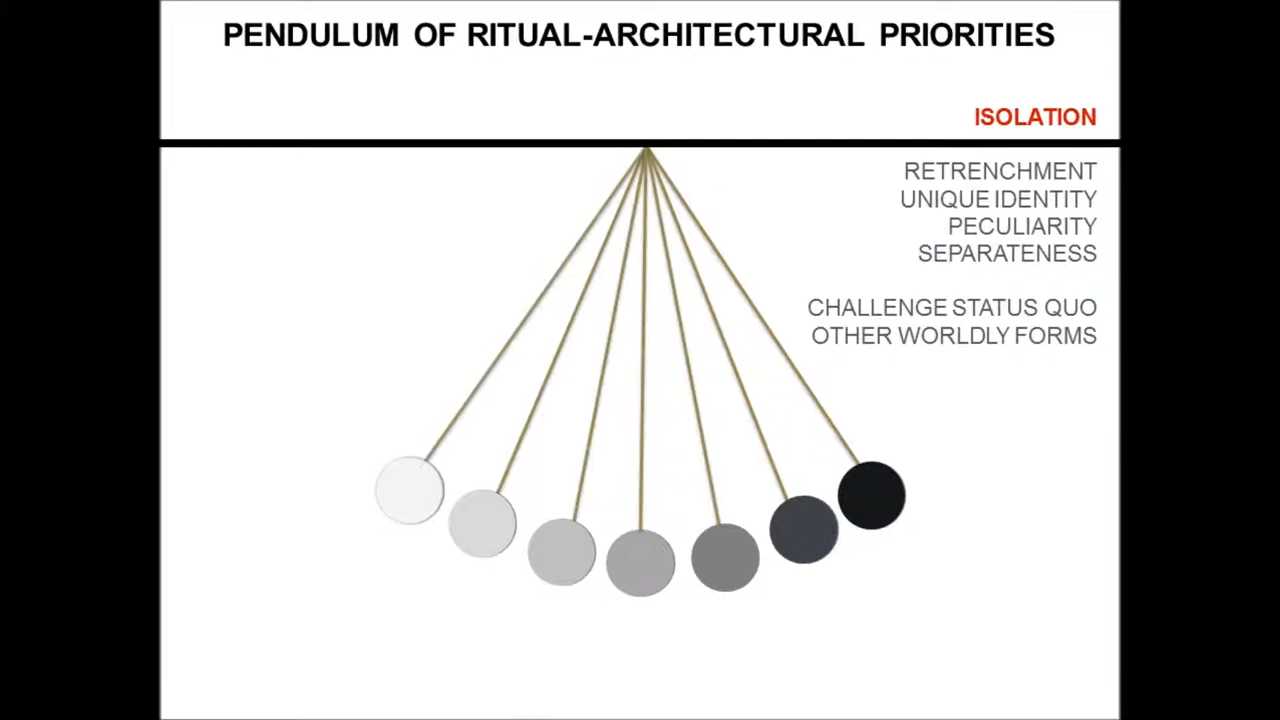 PENDULUM OF RITUAL-ARCHITECTURAL PRIORITIES
ISOLATION
RETRENCHMENT
UNIQUE IDENTITY
PECULIARITY
SEPARATENESS
CHALLENGE STATUS QUO
OTHER WORLDLY FORMS